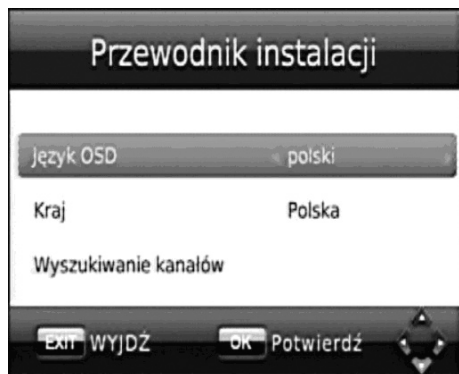 Przewodnik instalacji
Język OSD polski
Kraj Polska
Wyszukiwanie kanałów
EXIT WYJDŹ OK Potwierdź